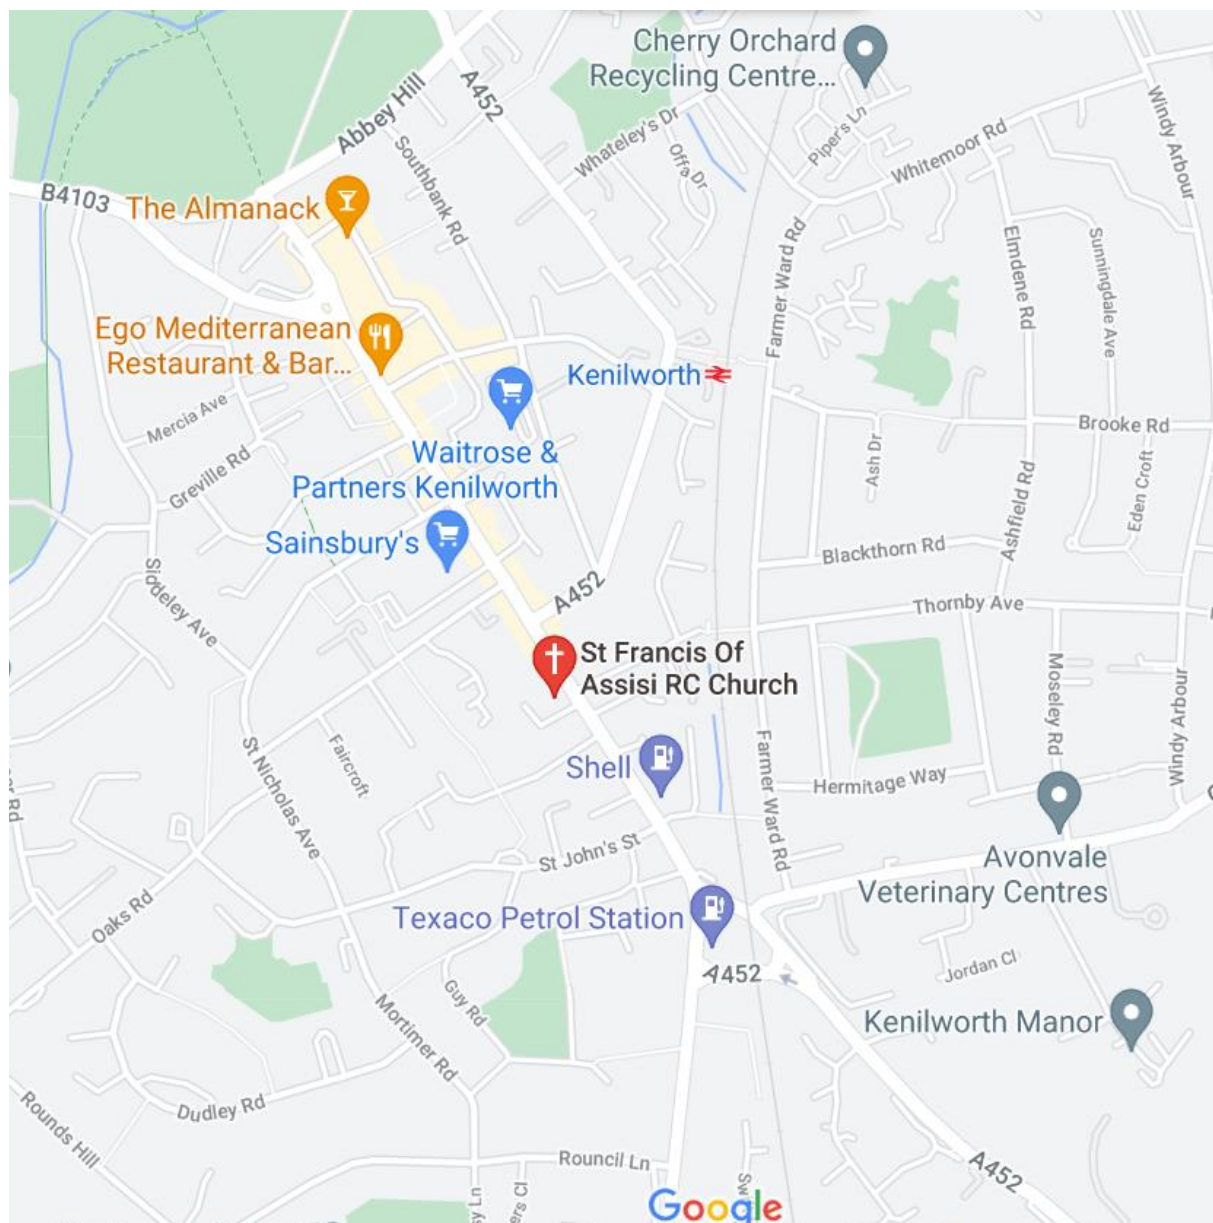 Cherry Orchard
Recycling Centre…
A452
Abbey Hill
Whateley's Dr
Offa Dr
Piper's Ln
Whitemoor Rd
Windy Arbour
B4103
The Almanack
Southbank Rd
Farmer Ward Rd
Elmdene Rd
Sunningdale Ave
Ego Mediterranean
Restaurant & Bar…
Kenilworth
Mercia Ave
Greville Rd
Waitrose &
Partners Kenilworth
Ash Dr
Brooke Rd
Ashfield Rd
Eden Croft
Sainsbury's
Blackthorn Rd
Siddeley Ave
A452
Thornby Ave
St Francis Of
Assisi RC Church
Moseley Rd
Windy Arbour
Faircroft
St Nicholas Ave
Shell
Farmer Ward Rd
Hermitage Way
St John's St
Avonvale
Veterinary Centres
Oaks Rd
Texaco Petrol Station
A452
Jordan Cl
Guy Rd
Mortimer Rd
Kenilworth Manor
Dudley Rd
Rounds Hill
Rouncil Ln
A452
Google